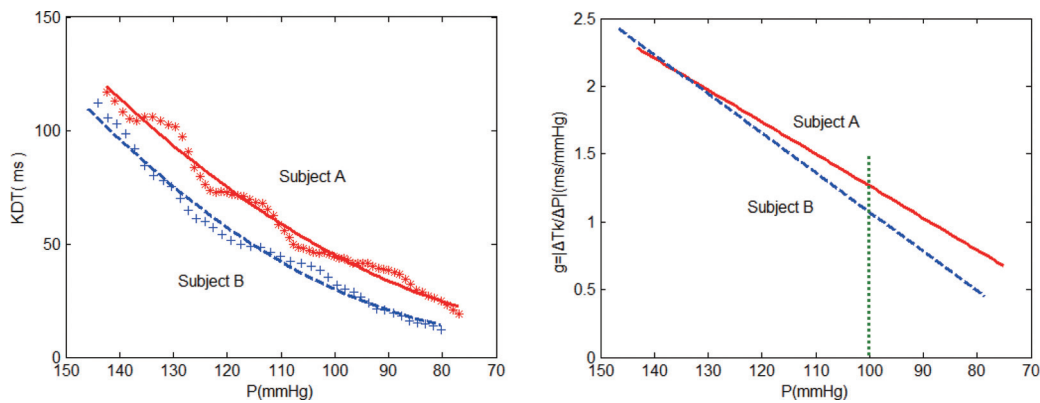 150
100
50
0
KDT( ms )
Subject A
Subject B
150 140 130 120 110 100 90 80 70
P(mmHg)
2.5
2
1.5
1
0.5
0
g=|ΔTk/ΔP|(ms/mmHg)
Subject A
Subject B
150 140 130 120 110 100 90 80 70
P(mmHg)